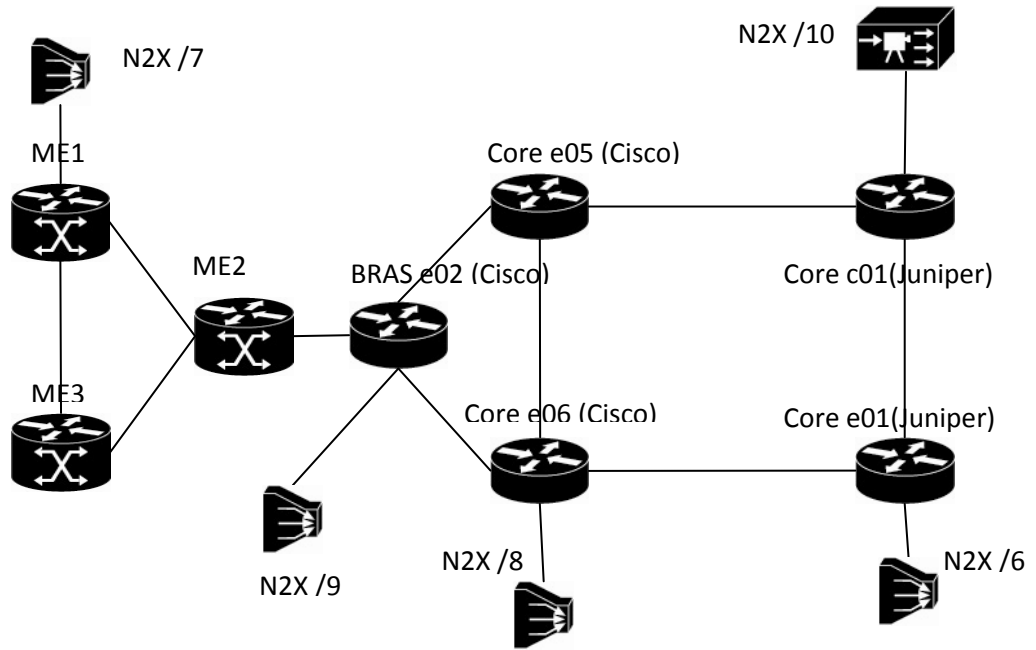 N2X /7
N2X /10
ME1
Core e05 (Cisco)
ME2
BRAS e02 (Cisco)
Core c01(Juniper)
ME3
Core e06 (Cisco)
Core e01(Juniper)
N2X /9
N2X /8
N2X /6